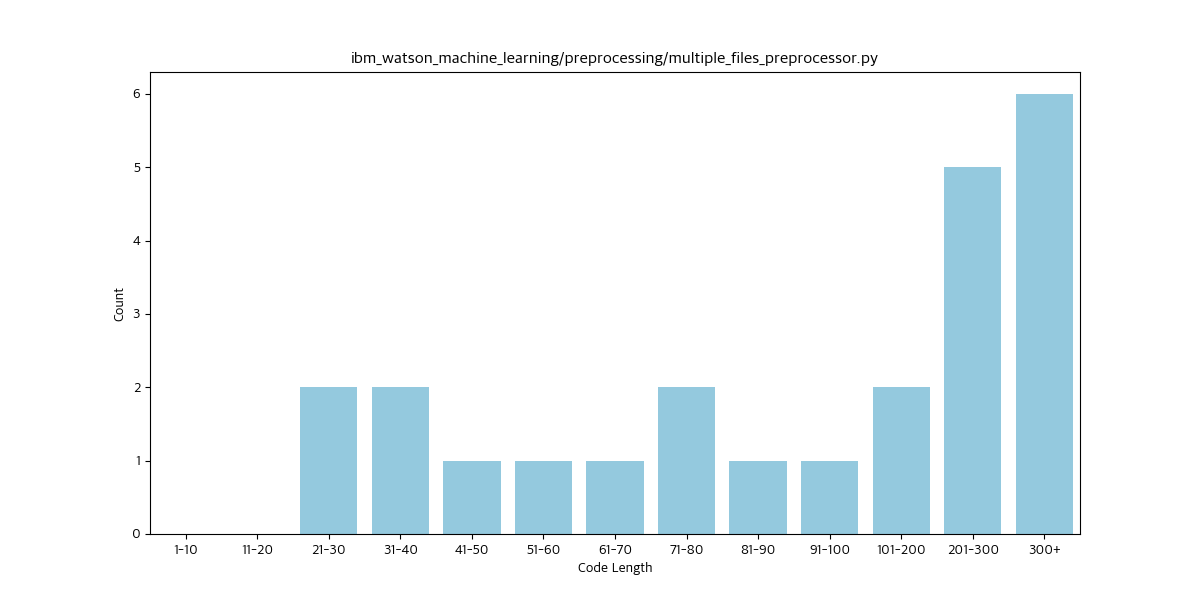 ibm_watson_machine_learning/preprocessing/multiple_files_preprocessor.py
6
5
4
3
2
1
0
Count
1-10 11-20 21-30 31-40 41-50 51-60 61-70 71-80 81-90 91-100 101-200 201-300 300+
Code Length